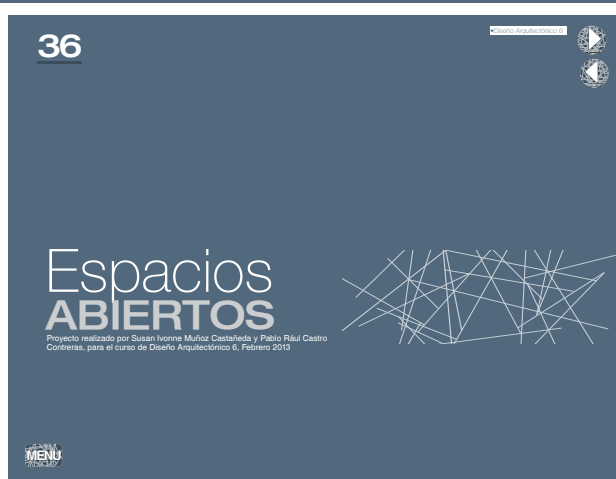 36
•Diseño Arquitectónico 6
Espacios
ABIERTOS
Proyecto realizado por Susan Ivonne Muñoz Castañeda y Pablo Rául Castro
Contreras, para el curso de Diseño Arquitectónico 6, Febrero 2013
MENU